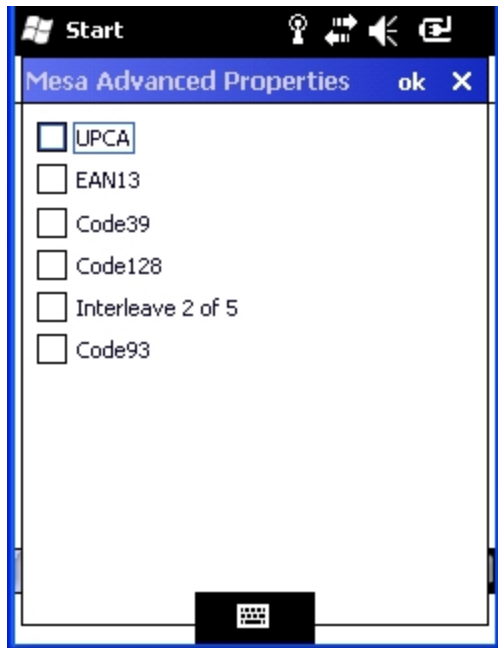 Start
Mesa Advanced Properties ok X
UPCA
EAN13
Code39
Code128
Interleave 2 of 5
Code93